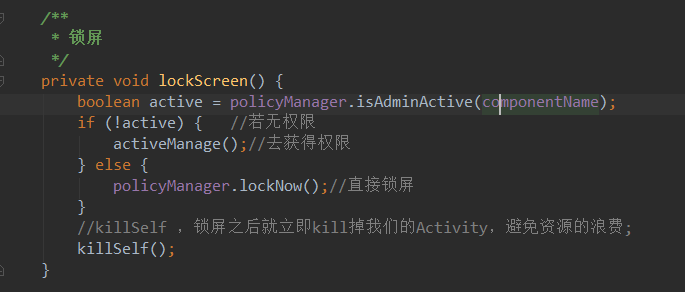 /**
 * 锁屏
 */
private void lockScreen() {
    boolean active = policyManager.isAdminActive(componentName);
    if (!active) {   //若无权限
        activeManage();//去获得权限
    } else {
        policyManager.lockNow();//直接锁屏
    }
    //killSelf ，锁屏之后就立即kill掉我们的Activity，避免资源的浪费;
    killSelf();
}